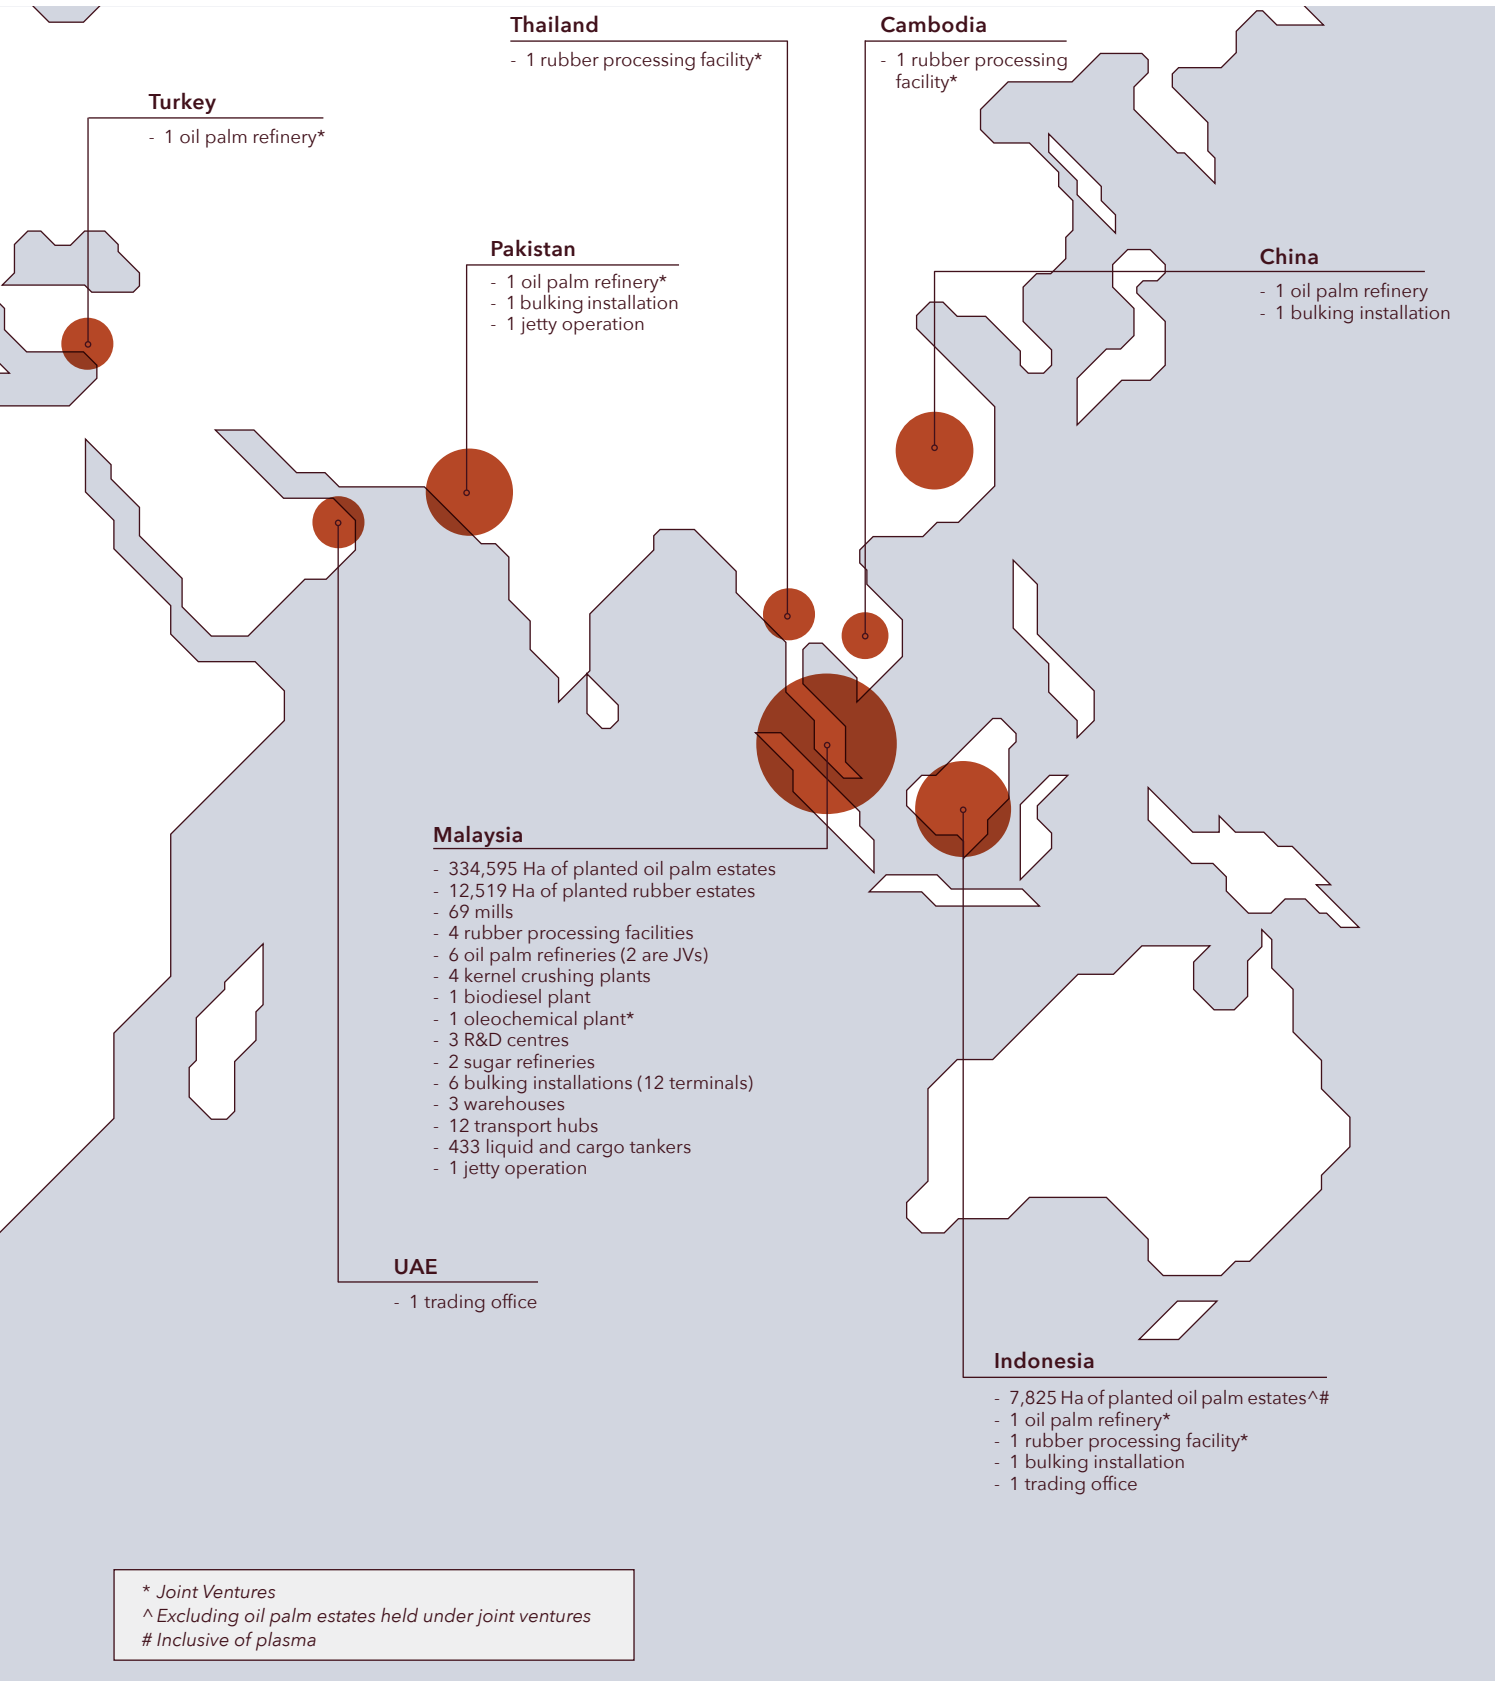 Thailand
- 1 rubber processing facility*
Cambodia
- 1 rubber processing
facility*
Turkey
- 1 oil palm refinery*
Pakistan
- 1 oil palm refinery*
- 1 bulking installation
- 1 jetty operation
China
- 1 oil palm refinery
- 1 bulking installation
Malaysia
- 334,595 Ha of planted oil palm estates
- 12,519 Ha of planted rubber estates
- 69 mills
- 4 rubber processing facilities
- 6 oil palm refineries (2 are JVs)
- 4 kernel crushing plants
- 1 biodiesel plant
- 1 oleochemical plant*
- 3 R&D centres
- 2 sugar refineries
- 6 bulking installations (12 terminals)
- 3 warehouses
- 12 transport hubs
- 433 liquid and cargo tankers
- 1 jetty operation
UAE
- 1 trading office
Indonesia
- 7,825 Ha of planted oil palm estates^#
- 1 oil palm refinery*
- 1 rubber processing facility*
- 1 bulking installation
- 1 trading office
* Joint Ventures
^ Excluding oil palm estates held under joint ventures
# Inclusive of plasma